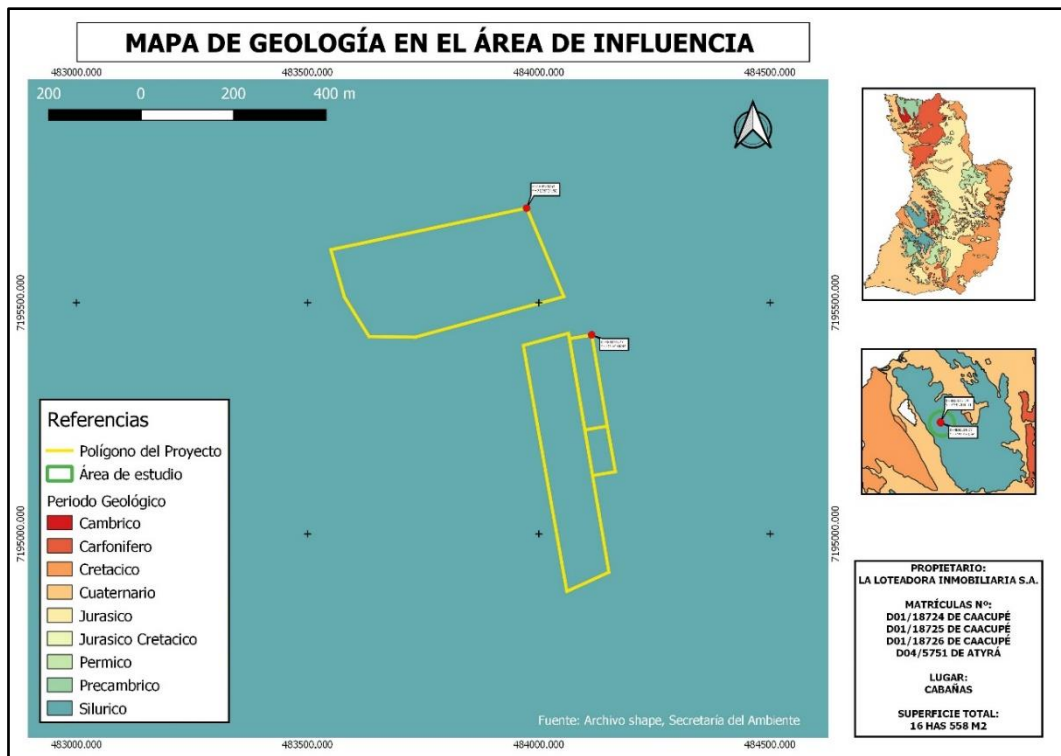 MAPA DE GEOLOGÍA EN EL ÁREA DE INFLUENCIA
483000.000 483500.000 484000.000 484500.000
200 0 200 400 m
7195500.000 7195500.000
7195000.000 7195000.000
Referencias
Polígono del Proyecto
Área de estudio
Periodo Geológico
Cambrico
Carfonifero
Cretacico
Cuaternario
Jurasico
Jurasico Cretacico
Permico
Precambrico
Silurico
Fuente: Archivo shape, Secretaría del Ambiente
483000.000 483500.000 484000.000 484500.000
PROPIETARIO:
LA LOTEADORA INMOBILIARIA S.A.
MATRÍCULAS Nº:
D01/18724 DE CAACUPÉ
D01/18725 DE CAACUPÉ
D01/18726 DE CAACUPÉ
D04/5751 DE ATYRÁ
LUGAR:
CABAÑAS
SUPERFICIE TOTAL:
16 HAS 558 M2